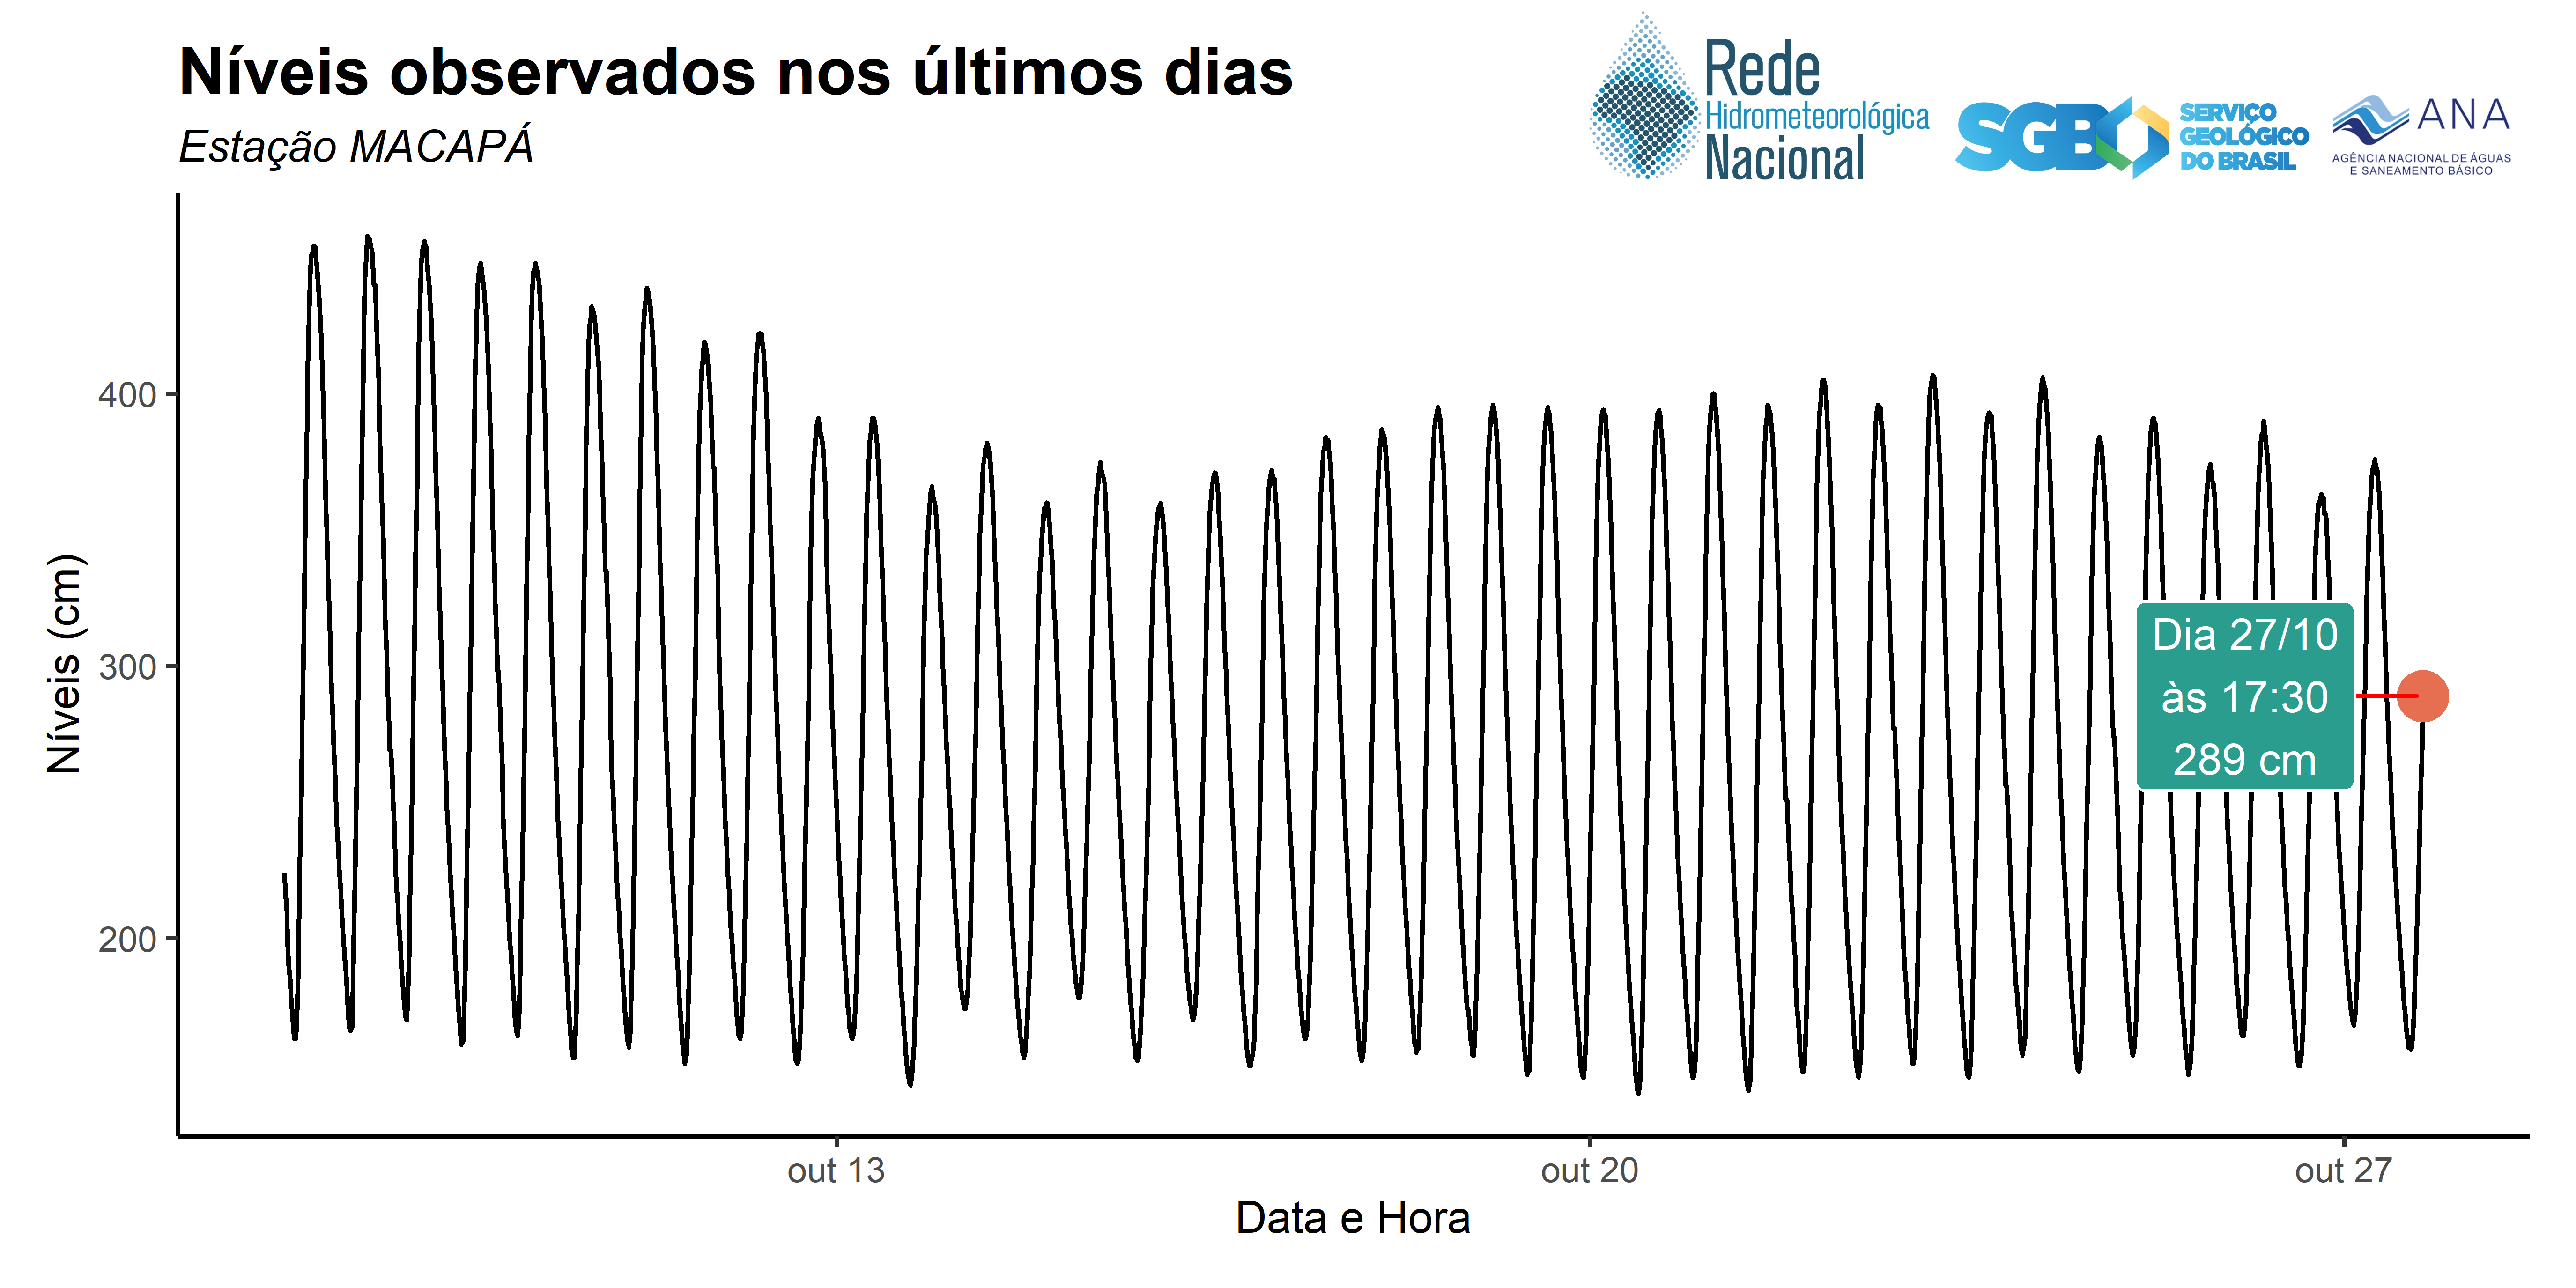 Níveis observados nos últimos dias
Estação MACAPÁ
Rede
Hidrometeorológica
Nacional
SGB
SERVIÇO
GEOLÓGICO
DO BRASIL
ANA
AGÊNCIA NACIONAL DE ÁGUAS
E SANEAMENTO BÁSICO
Níveis (cm)
400
300
200
Dia 27/10
às 17:30
289 cm
out 13
out 20
out 27
Data e Hora